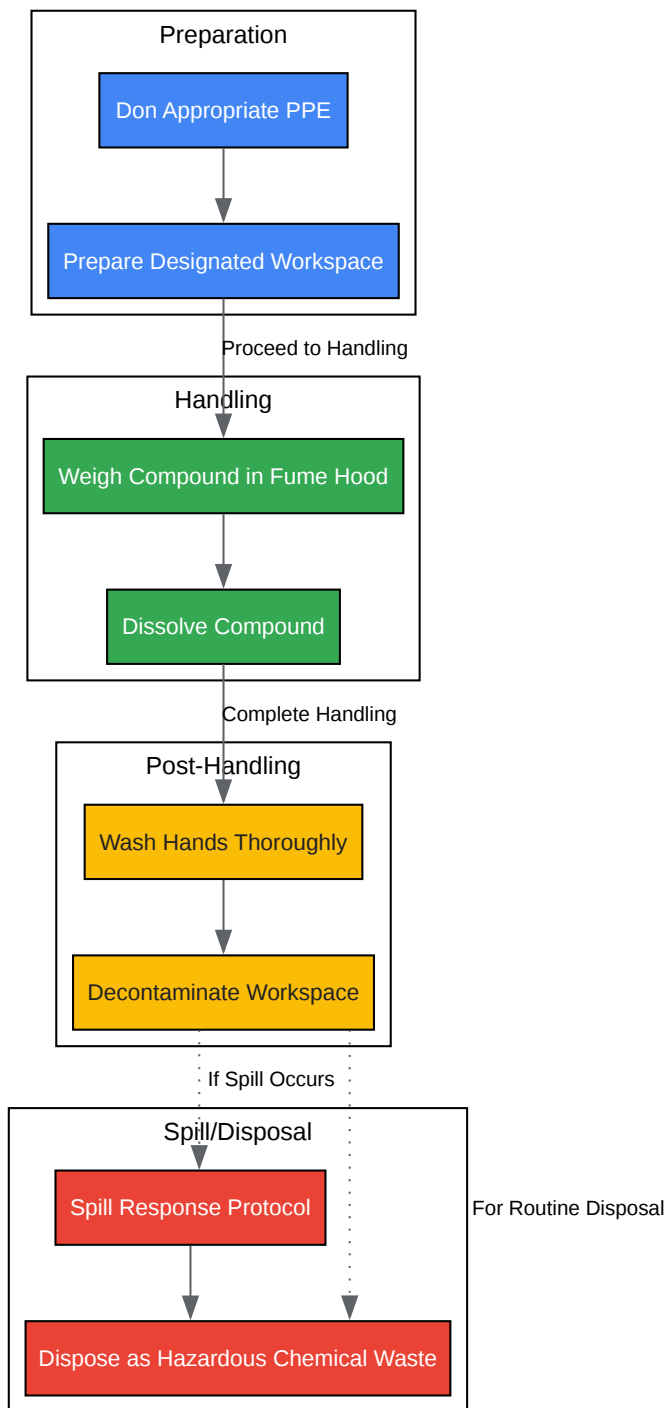 Preparation
Don Appropriate PPE
Prepare Designated Workspace
Proceed to Handling
Handling
Weigh Compound in Fume Hood
Dissolve Compound
Complete Handling
Post-Handling
Wash Hands Thoroughly
Decontaminate Workspace
If Spill Occurs
Spill/Disposal
Spill Response Protocol
For Routine Disposal
Dispose as Hazardous Chemical Waste